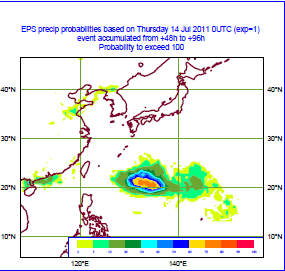 EPS precip probabilities based on Thursday 14 Jul 2011 0UTC (exp=1)
event accumulated from +48h to +96h
Probability to exceed 100
40°N 40°N
30°N 30°N
20°N 20°N
10°N 10°N
120°E 140°E